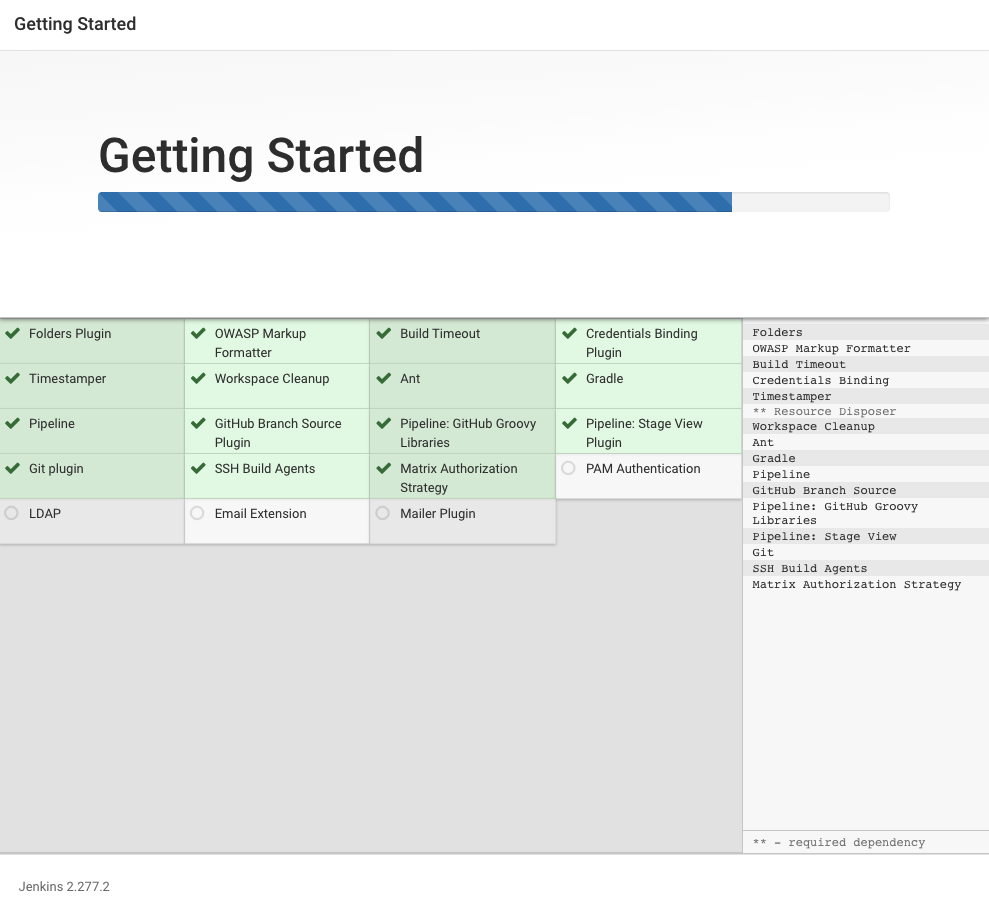 Getting Started
Getting Started
Folders Plugin
OWASP Markup
Formatter
Build Timeout
Credentials Binding
Plugin
Timestamper
Workspace Cleanup
Ant
Gradle
Pipeline
GitHub Branch Source
Plugin
Pipeline: GitHub Groovy
Libraries
Pipeline: Stage View
Plugin
Git plugin
SSH Build Agents
Matrix Authorization
Strategy
PAM Authentication
LDAP
Email Extension
Mailer Plugin
Folders
OWASP Markup Formatter
Build Timeout
Credentials Binding
Timestamper
** Resource Disposer
Workspace Cleanup
Ant
Gradle
Pipeline
GitHub Branch Source
Pipeline: GitHub Groovy
Libraries
Pipeline: Stage View
Git
SSH Build Agents
Matrix Authorization Strategy
** - required dependency
Jenkins 2.277.2